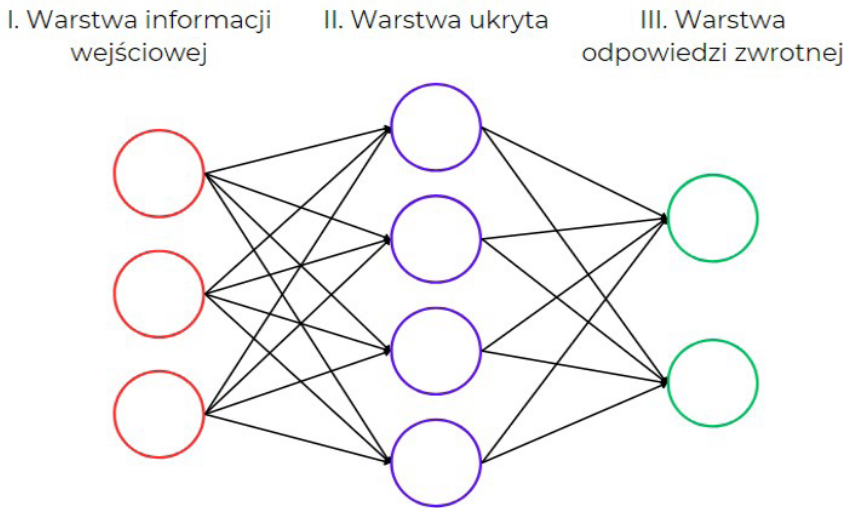 I. Warstwa informacji
wejściowej
II. Warstwa ukryta
III. Warstwa
odpowiedzi zwrotnej